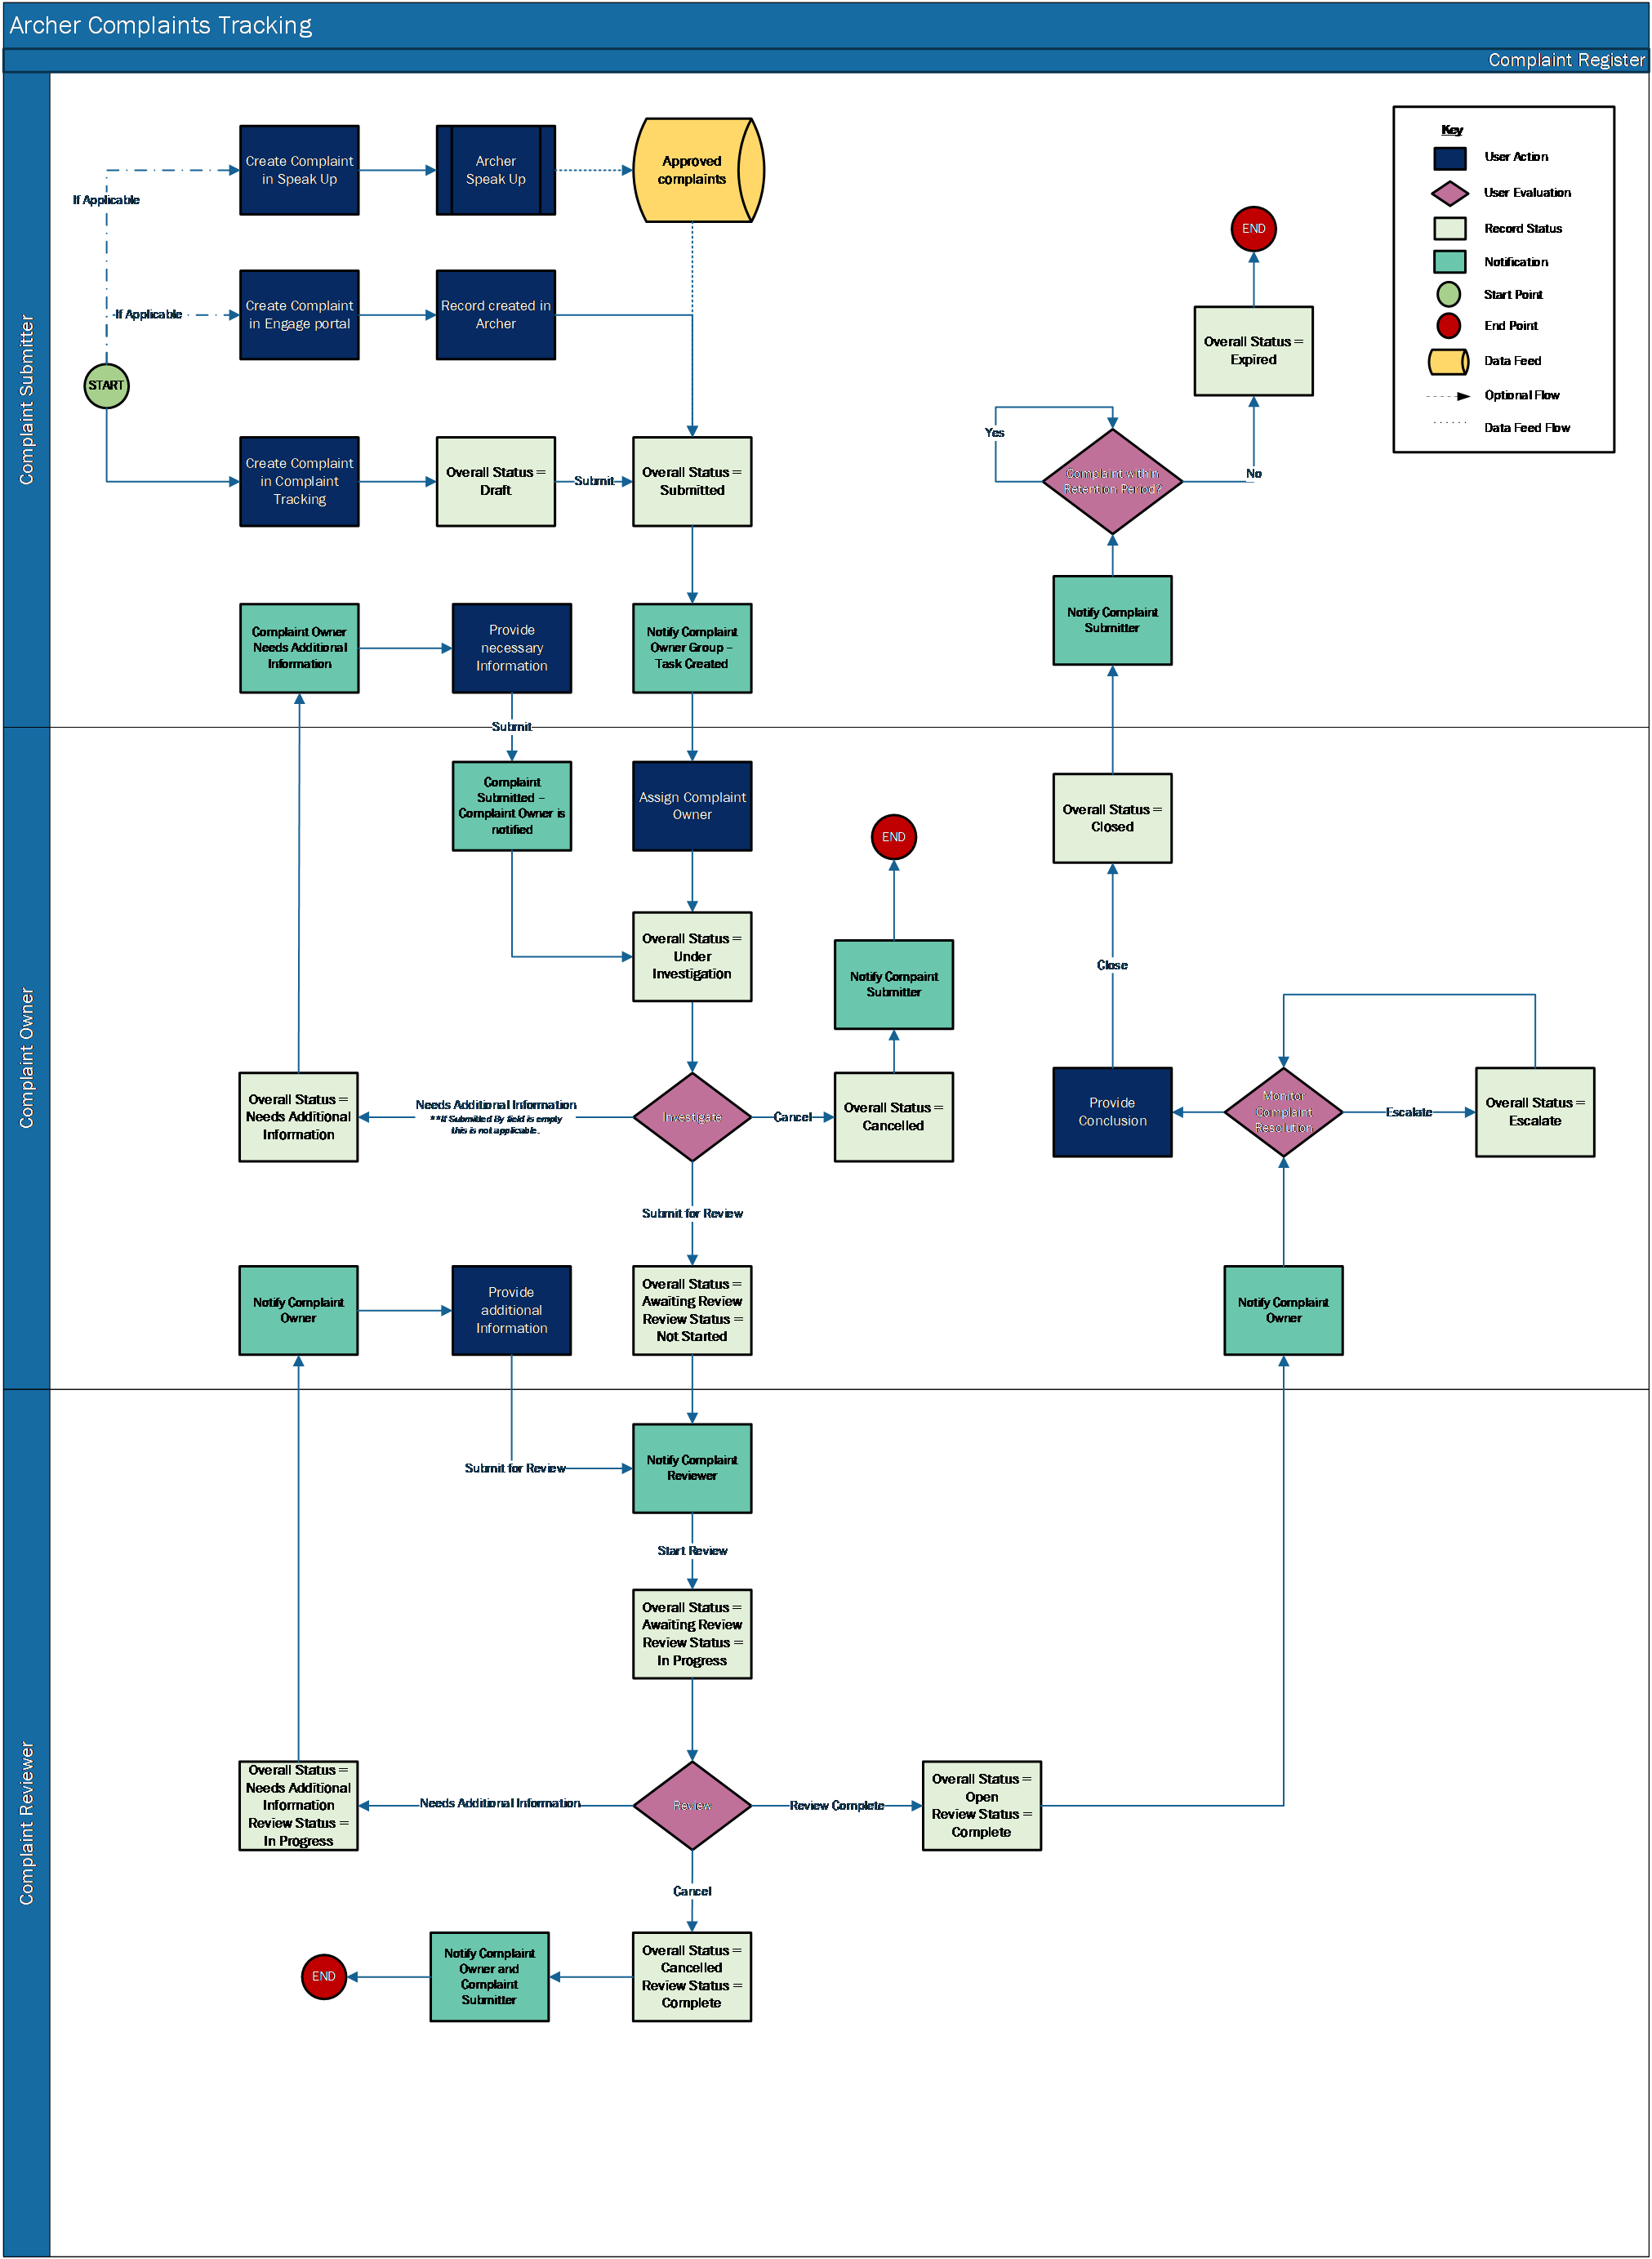 Archer Complaints Tracking
Complaint Register
Complaint Submitter
Create Complaint
in Speak Up
Archer
Speak Up
Approved
complaints
If Applicable
Create Complaint
in Engage portal
Record created in
Archer
If Applicable
START
Create Complaint
in Complaint
Tracking
Overall Status =
Draft
Submit
Overall Status =
Submitted
Complaint Owner
Needs Additional
Information
Provide
necessary
Information
Notify Complaint
Owner Group –
Task Created
END
Overall Status =
Expired
Yes
Complaint within
Retention Period?
No
Notify Complaint
Submitter
Key
User Action
User Evaluation
Record Status
Notification
Start Point
End Point
Data Feed
Optional Flow
Data Feed Flow
Complaint Owner
Submit
Complaint
Submitted –
Complaint Owner is
notified
Assign Complaint
Owner
END
Overall Status =
Closed
Overall Status =
Under
Investigation
Notify Compaint
Submitter
Close
Overall Status =
Needs Additional
Information
Needs Additional Information
**If Submitted By field is empty
this is not applicable.
Investigate
Cancel
Overall Status =
Cancelled
Provide
Conclusion
Monitor
Complaint
Resolution
Escalate
Overall Status =
Escalate
Submit for Review
Notify Complaint
Owner
Provide
additional
Information
Overall Status =
Awaiting Review
Review Status =
Not Started
Notify Complaint
Owner
Complaint Reviewer
Submit for Review
Notify Complaint
Reviewer
Start Review
Overall Status =
Awaiting Review
Review Status =
In Progress
Overall Status =
Needs Additional
Information
Review Status =
In Progress
Needs Additional Information
Review
Review Complete
Overall Status =
Open
Review Status =
Complete
Cancel
END
Notify Complaint
Owner and
Complaint
Submitter
Overall Status =
Cancelled
Review Status =
Complete